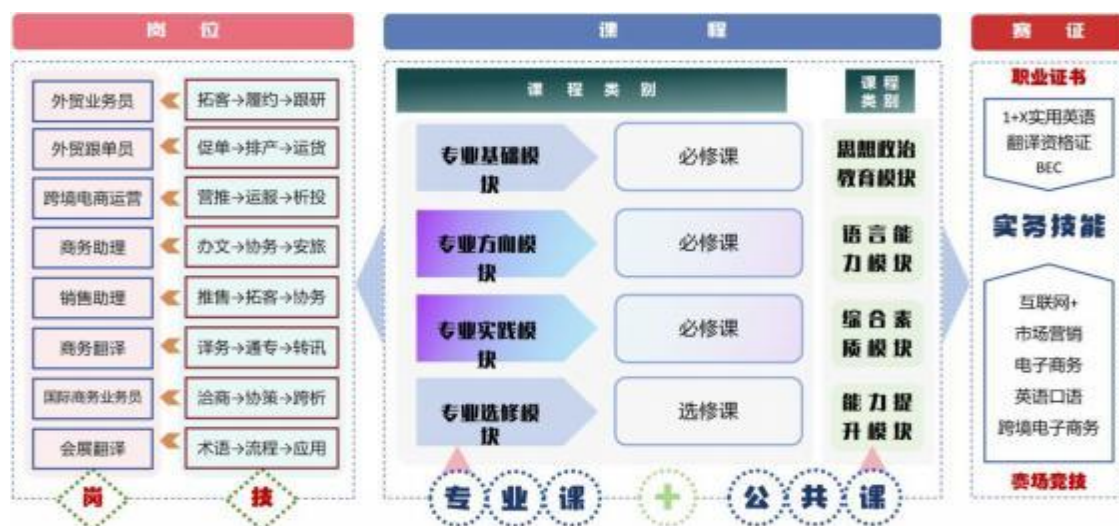 岗 位
外贸业务员
拓客→履约→跟研
外贸跟单员
促单→排产→运货
跨境电商运营
营推→运服→析投
商务助理
办文→协务→安旅
销售助理
推售→拓客→协务
商务翻译
译务→通专→转讯
国际商务业务员
洽商→协策→跨析
会展翻译
术语→流程→应用
岗
技
课 程
课 程 类 别
课 程
类 别
专业基础模
块
必修课
思想政治
教育模块
专业方向模
块
必修课
语言能
力模块
专业实践模
块
必修课
综合素
质模块
专业选修模
块
选修课
能力提
升模块
专 业 课 + 公 共 课
赛 证
职业证书
1+X实用英语
翻译资格证
BEC
实务技能
互联网+
市场营销
电子商务
英语口语
跨境电子商务
赛场竞技